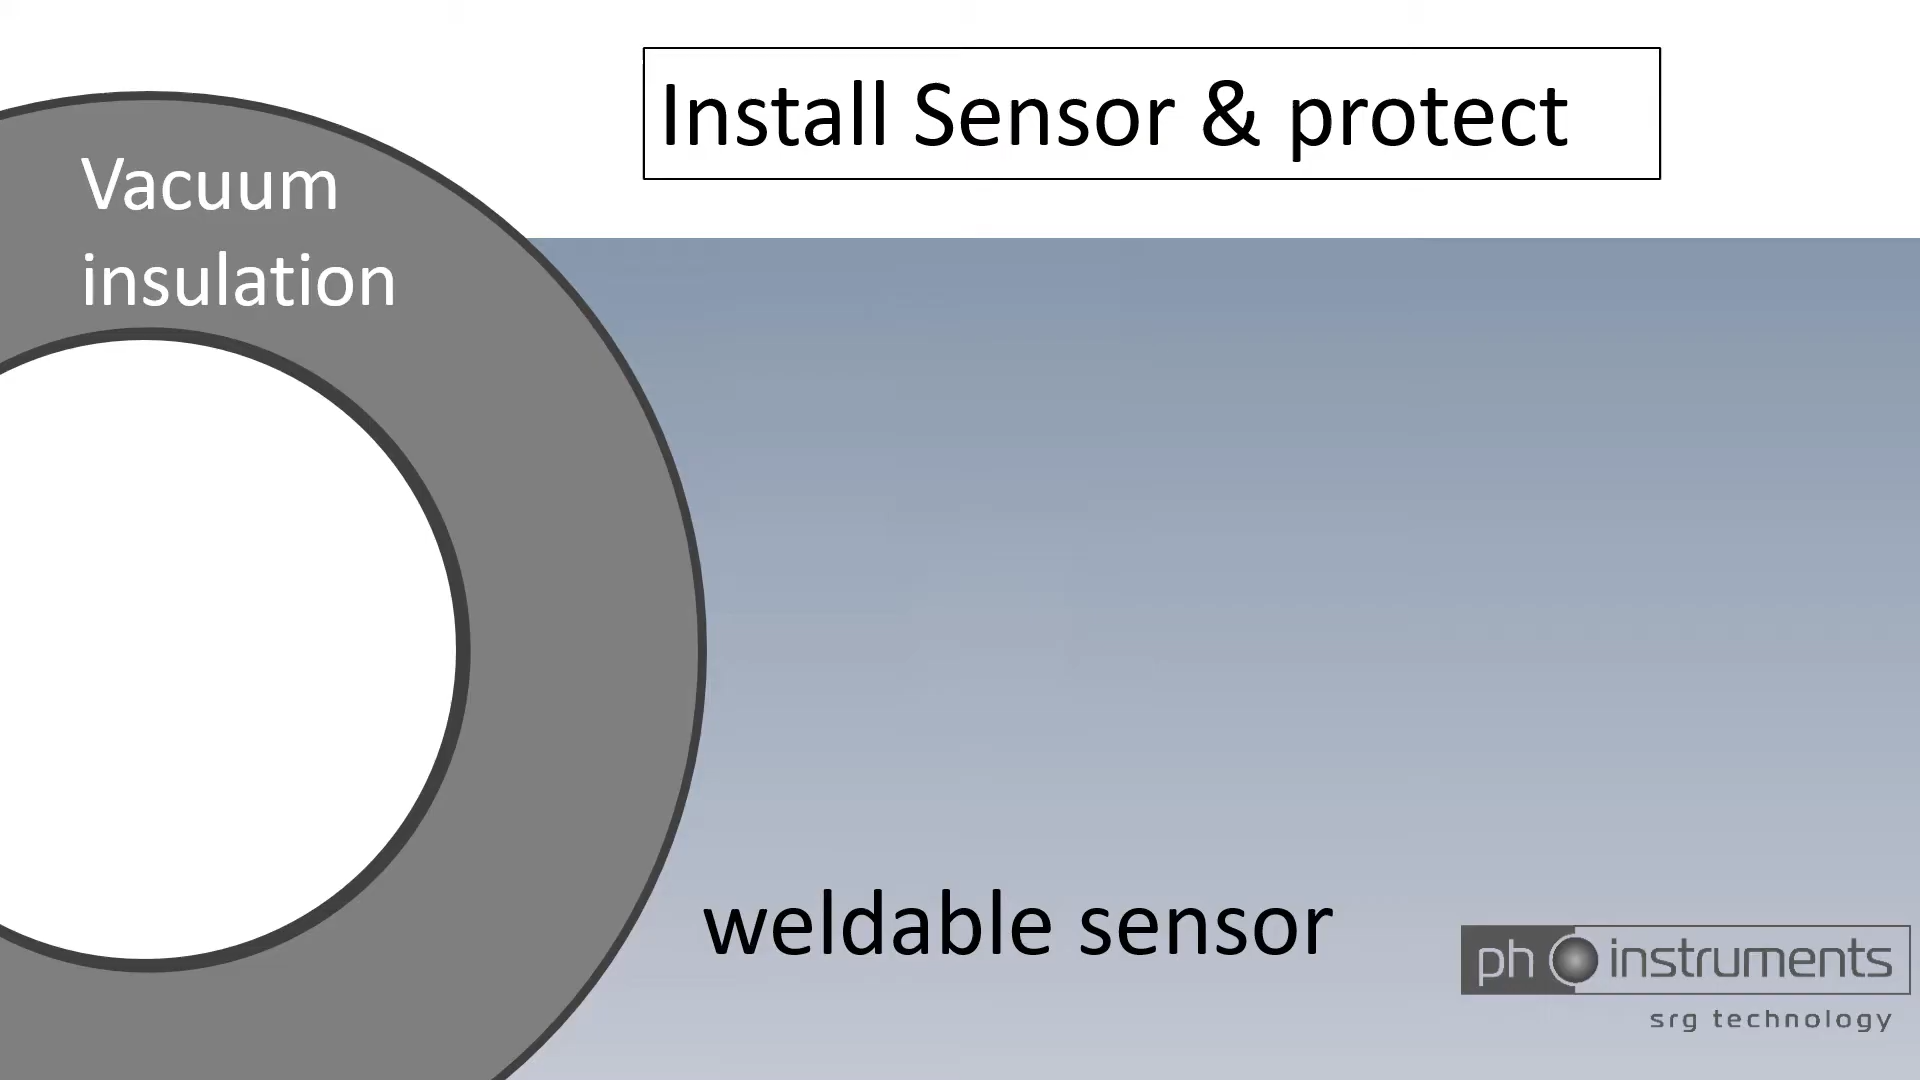 Install Sensor & protect
Vacuum
insulation
weldable sensor
ph instruments
srg technology